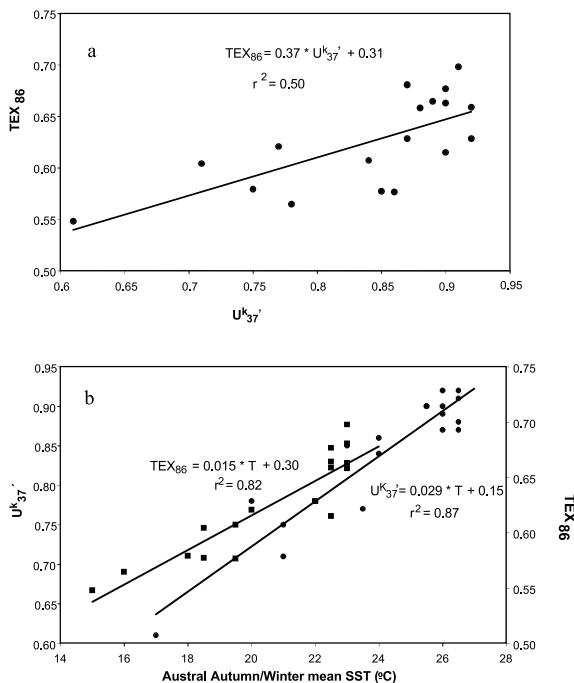 a
TEX86 = 0.37 * Uk37' + 0.31
r2 = 0.50
TEX86
0.70
0.65
0.60
0.55
0.50
0.6 0.65 0.7 0.75 0.8 0.85 0.9 0.95
Uk37'
b
0.95
0.90
0.85
0.80
0.75
0.70
0.65
0.60
Uk37'
TEX86 = 0.015 * T + 0.30
r2 = 0.82
UK37' = 0.029 * T + 0.15
r2 = 0.87
0.75
0.70
0.65
0.60
0.55
0.50
TEX86
14 16 18 20 22 24 26 28
Austral Autumn/Winter mean SST (ºC)